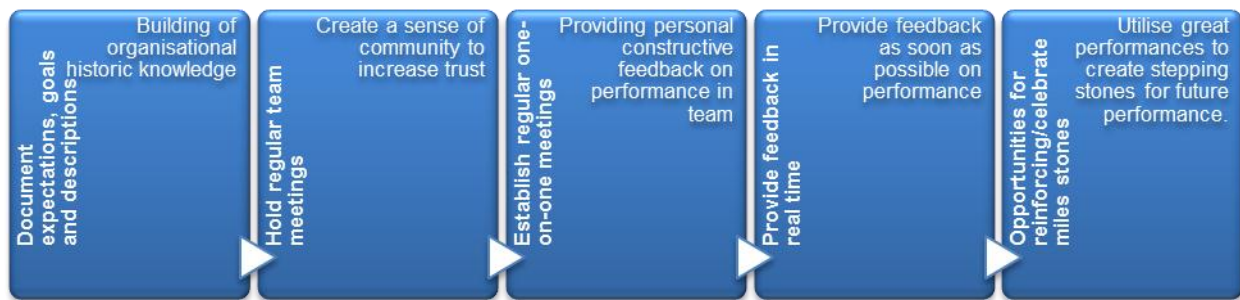 Document
expectations, goals
and descriptions
Building of
organisational
historic knowledge
Hold regular team
meetings
Create a sense of
community to
increase trust
Establish regular one-
on-one meetings
Providing personal
constructive
feedback on
performance in
team
Provide feedback in
real time
Provide feedback
as soon as
possible on
performance
Opportunities for
reinforcing/celebrate
miles stones
Utilise great
performances to
create stepping
stones for future
performance.